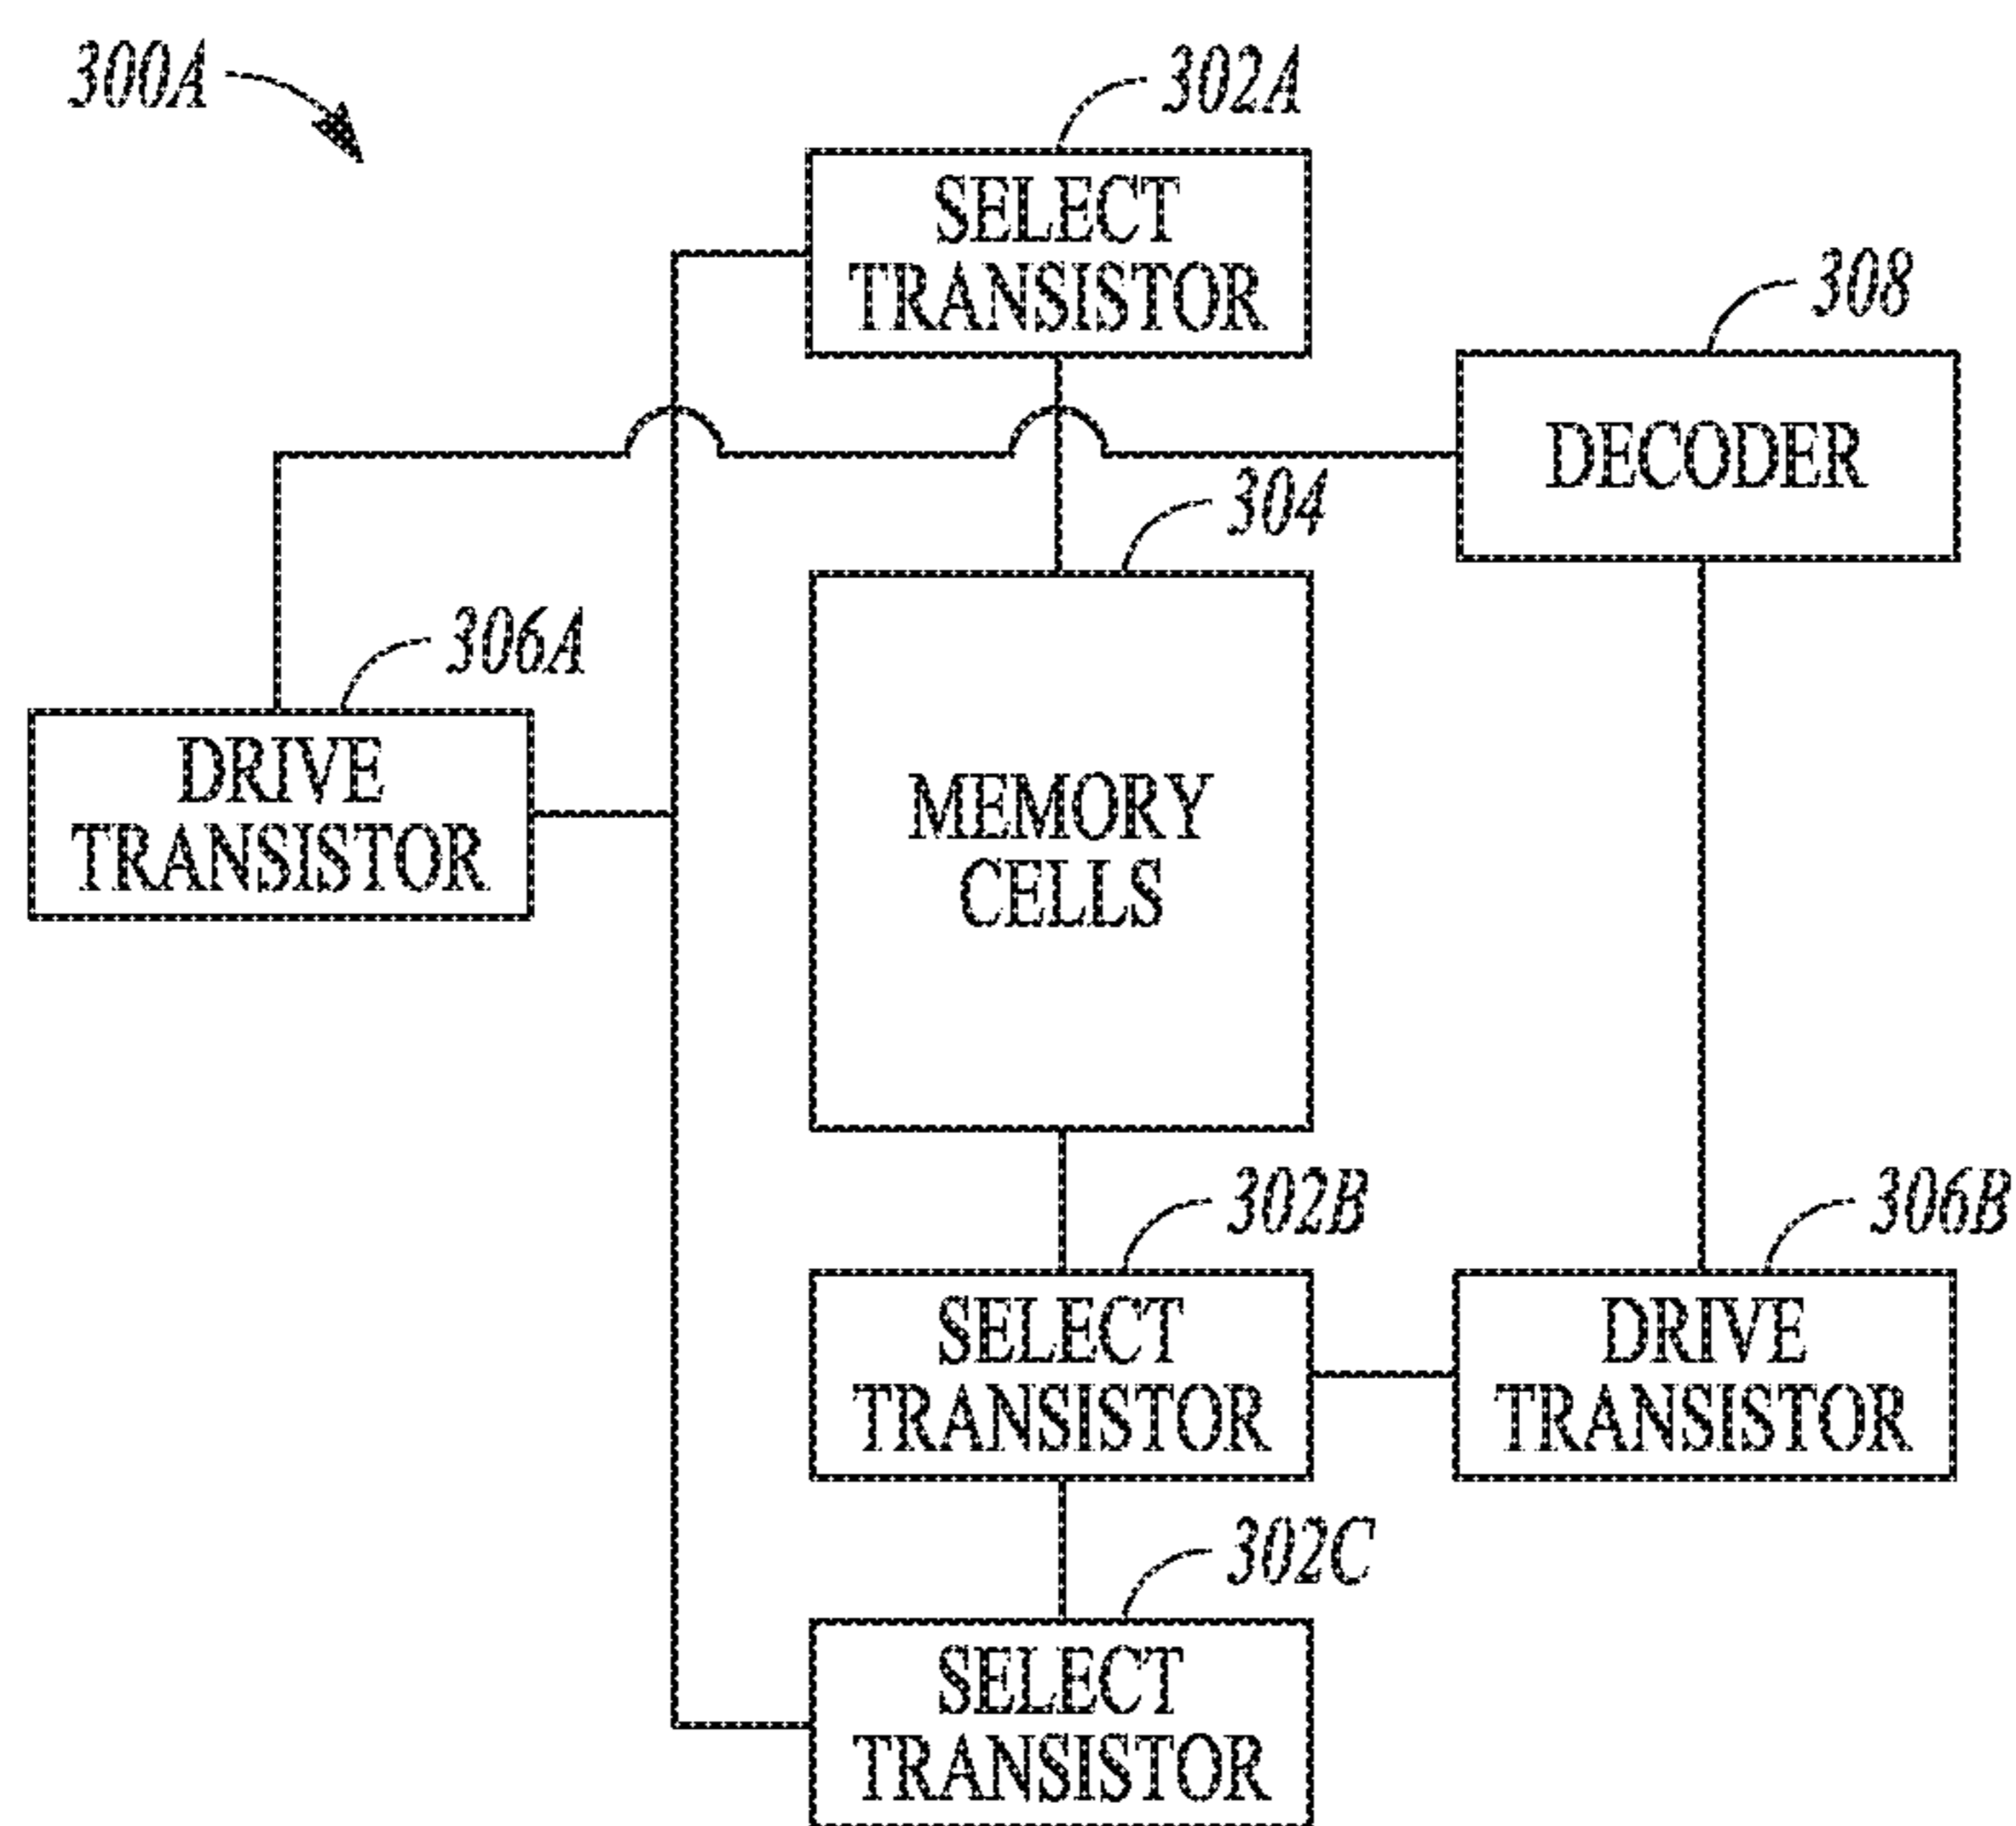 300A
302A
SELECT
TRANSISTOR
308
DECODER
304
306A
DRIVE
TRANSISTOR
MEMORY
CELLS
302B
306B
SELECT
TRANSISTOR
DRIVE
TRANSISTOR
302C
SELECT
TRANSISTOR